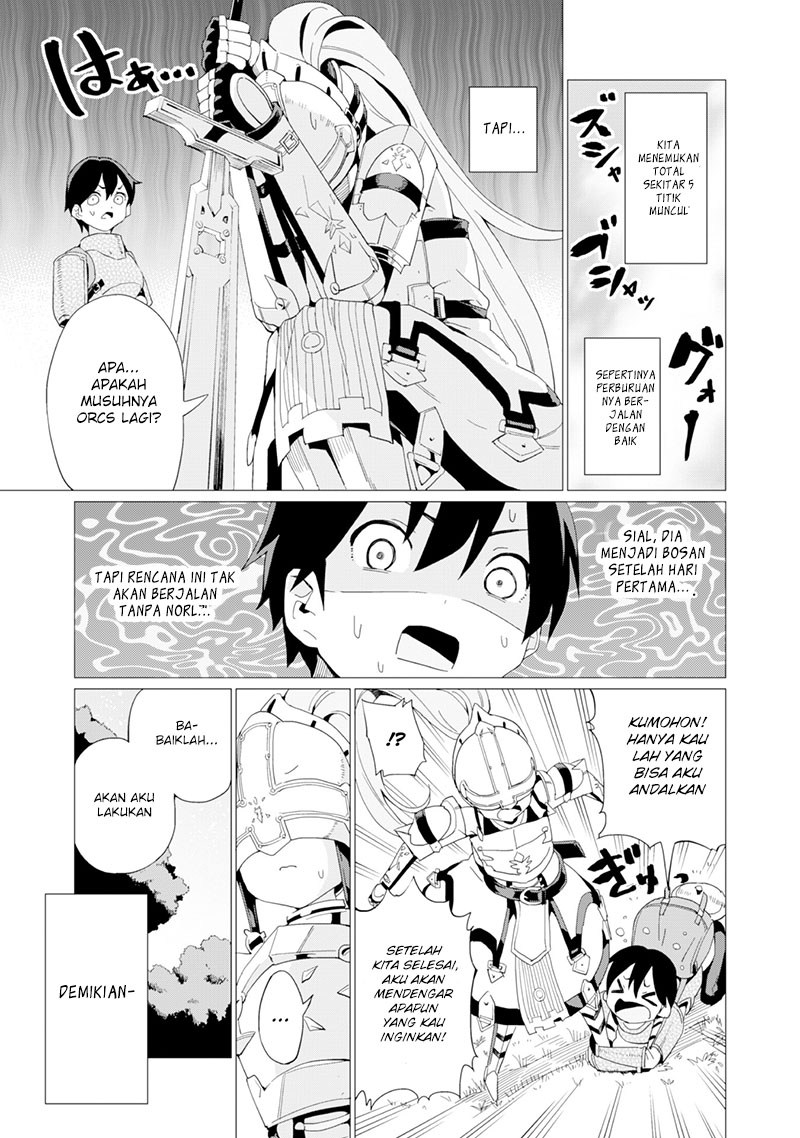 KITA
MENEMUKAN
TOTAL
SEKITAR 5
TITIK
MUNCUL
ズシャ
ブシャッ
グォー
SEPERTINYA
PERBURUAN
NYA BER-
JALAN
DENGAN
BAIK
TAPI...
はぁ...
APA...
APAKAH
MUSUHNYA
ORCS LAGI?
SIAL, DIA
MENJADI BOSAN
SETELAH HARI
PERTAMA...
TAPI RENCANA INI TAK
AKAN BERJALAN
TANPA NORL...
KUMOHON!
HANYA KAU
LAH YANG
BISA AKU
ANDALKAN
!?
ぎゅっ
SETELAH
KITA SELESAI,
AKU AKAN
MENDENGAR
APAPUN
YANG KAU
INGINKAN!
...
BA-
BAIKLAH...
AKAN AKU
LAKUKAN
DEMIKIAN-